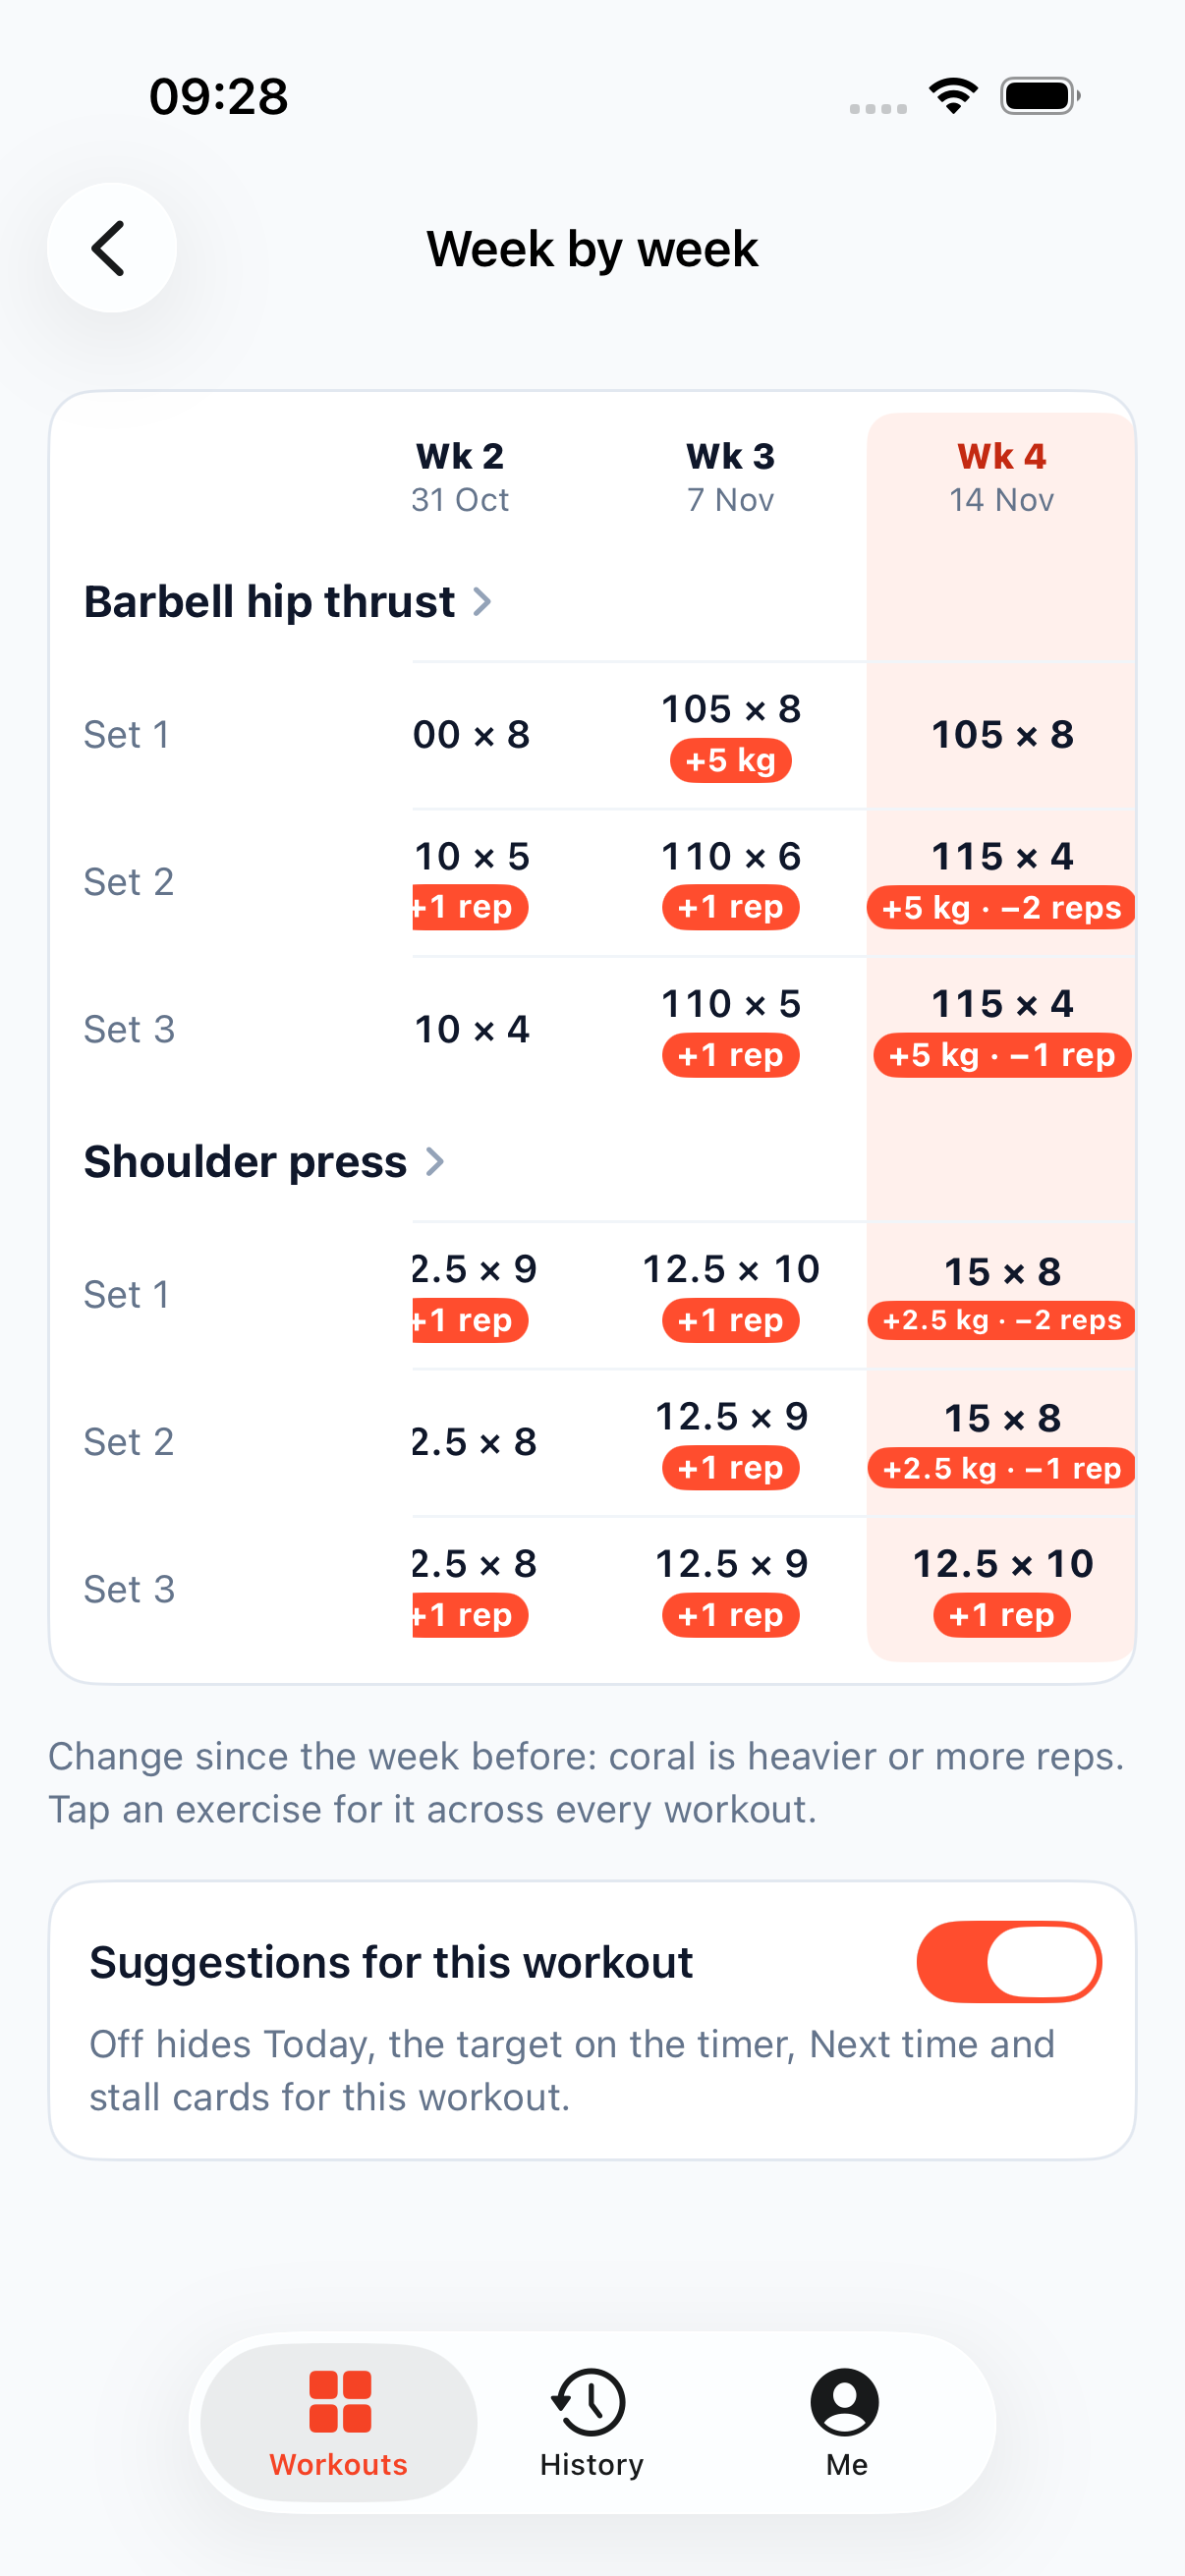 09:28
Week by week
Wk 2 Wk 3 Wk 4
31 Oct 7 Nov 14 Nov
Barbell hip thrust
Set 1 00 × 8 105 × 8 +5 kg 105 × 8
Set 2 10 × 5 +1 rep 110 × 6 +1 rep 115 × 4 +5 kg · −2 reps
Set 3 10 × 4 110 × 5 +1 rep 115 × 4 +5 kg · −1 rep
Shoulder press
Set 1 2.5 × 9 +1 rep 12.5 × 10 +1 rep 15 × 8 +2.5 kg · −2 reps
Set 2 2.5 × 8 12.5 × 9 +1 rep 15 × 8 +2.5 kg · −1 rep
Set 3 2.5 × 8 +1 rep 12.5 × 9 +1 rep 12.5 × 10 +1 rep
Change since the week before: coral is heavier or more reps.
Tap an exercise for it across every workout.
Suggestions for this workout
Off hides Today, the target on the timer, Next time and
stall cards for this workout.
Workouts History Me